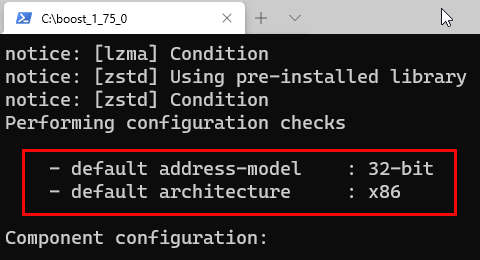 C:\boost_1_75_0
notice: [lzma] Condition
notice: [zstd] Using pre-installed library
notice: [zstd] Condition
Performing configuration checks
- default address-model : 32-bit
- default architecture : x86
Component configuration: